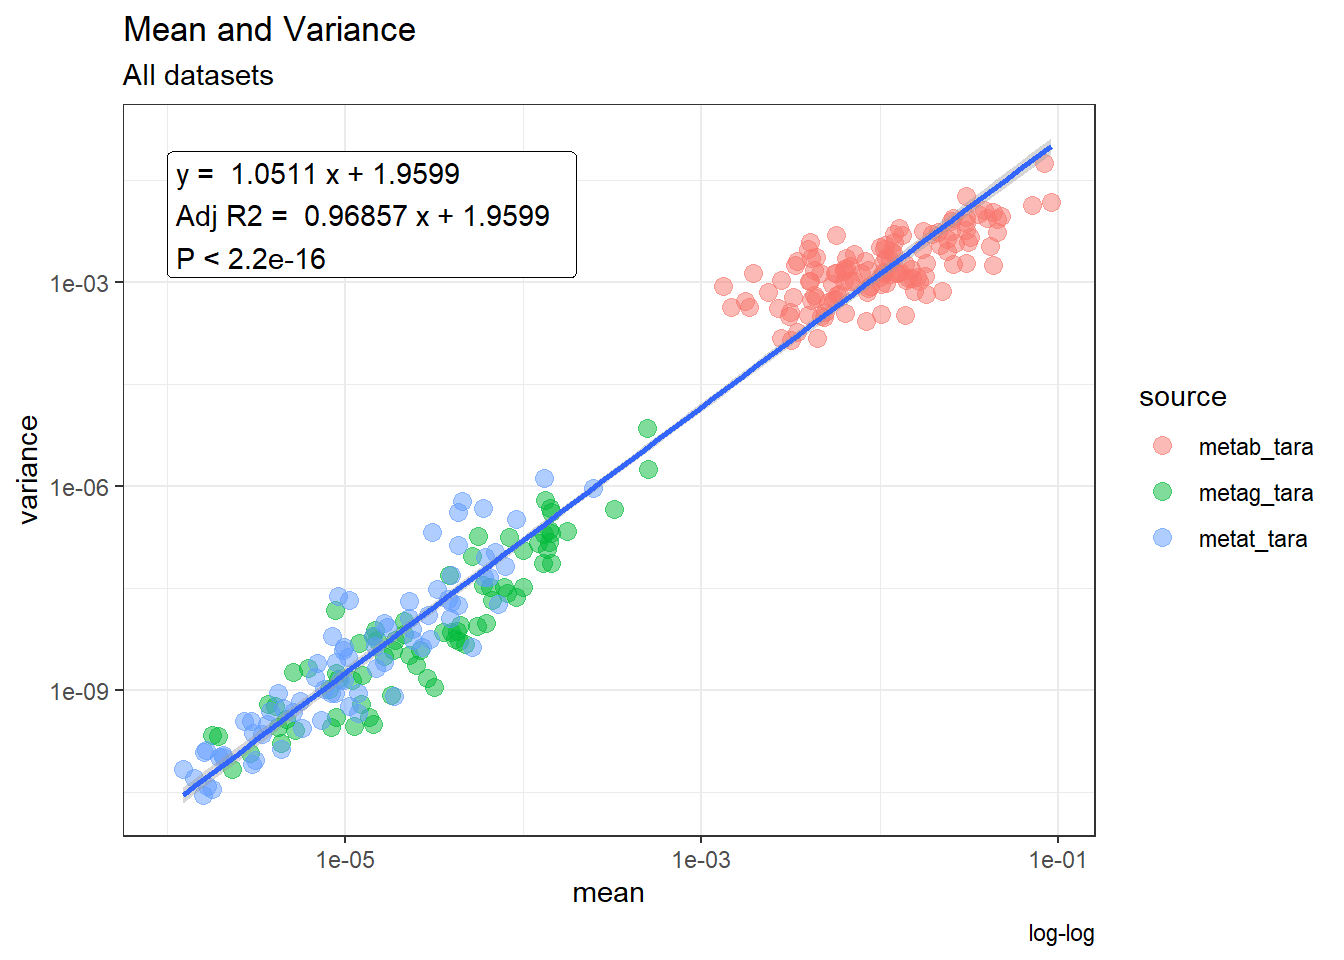 Mean and Variance
All datasets
y =  1.0511 x + 1.9599
Adj R2 =  0.96857 x + 1.9599
P < 2.2e-16
variance
1e-03
1e-06
1e-09
1e-05
1e-03
1e-01
mean
source
metab_tara
metag_tara
metat_tara
log-log